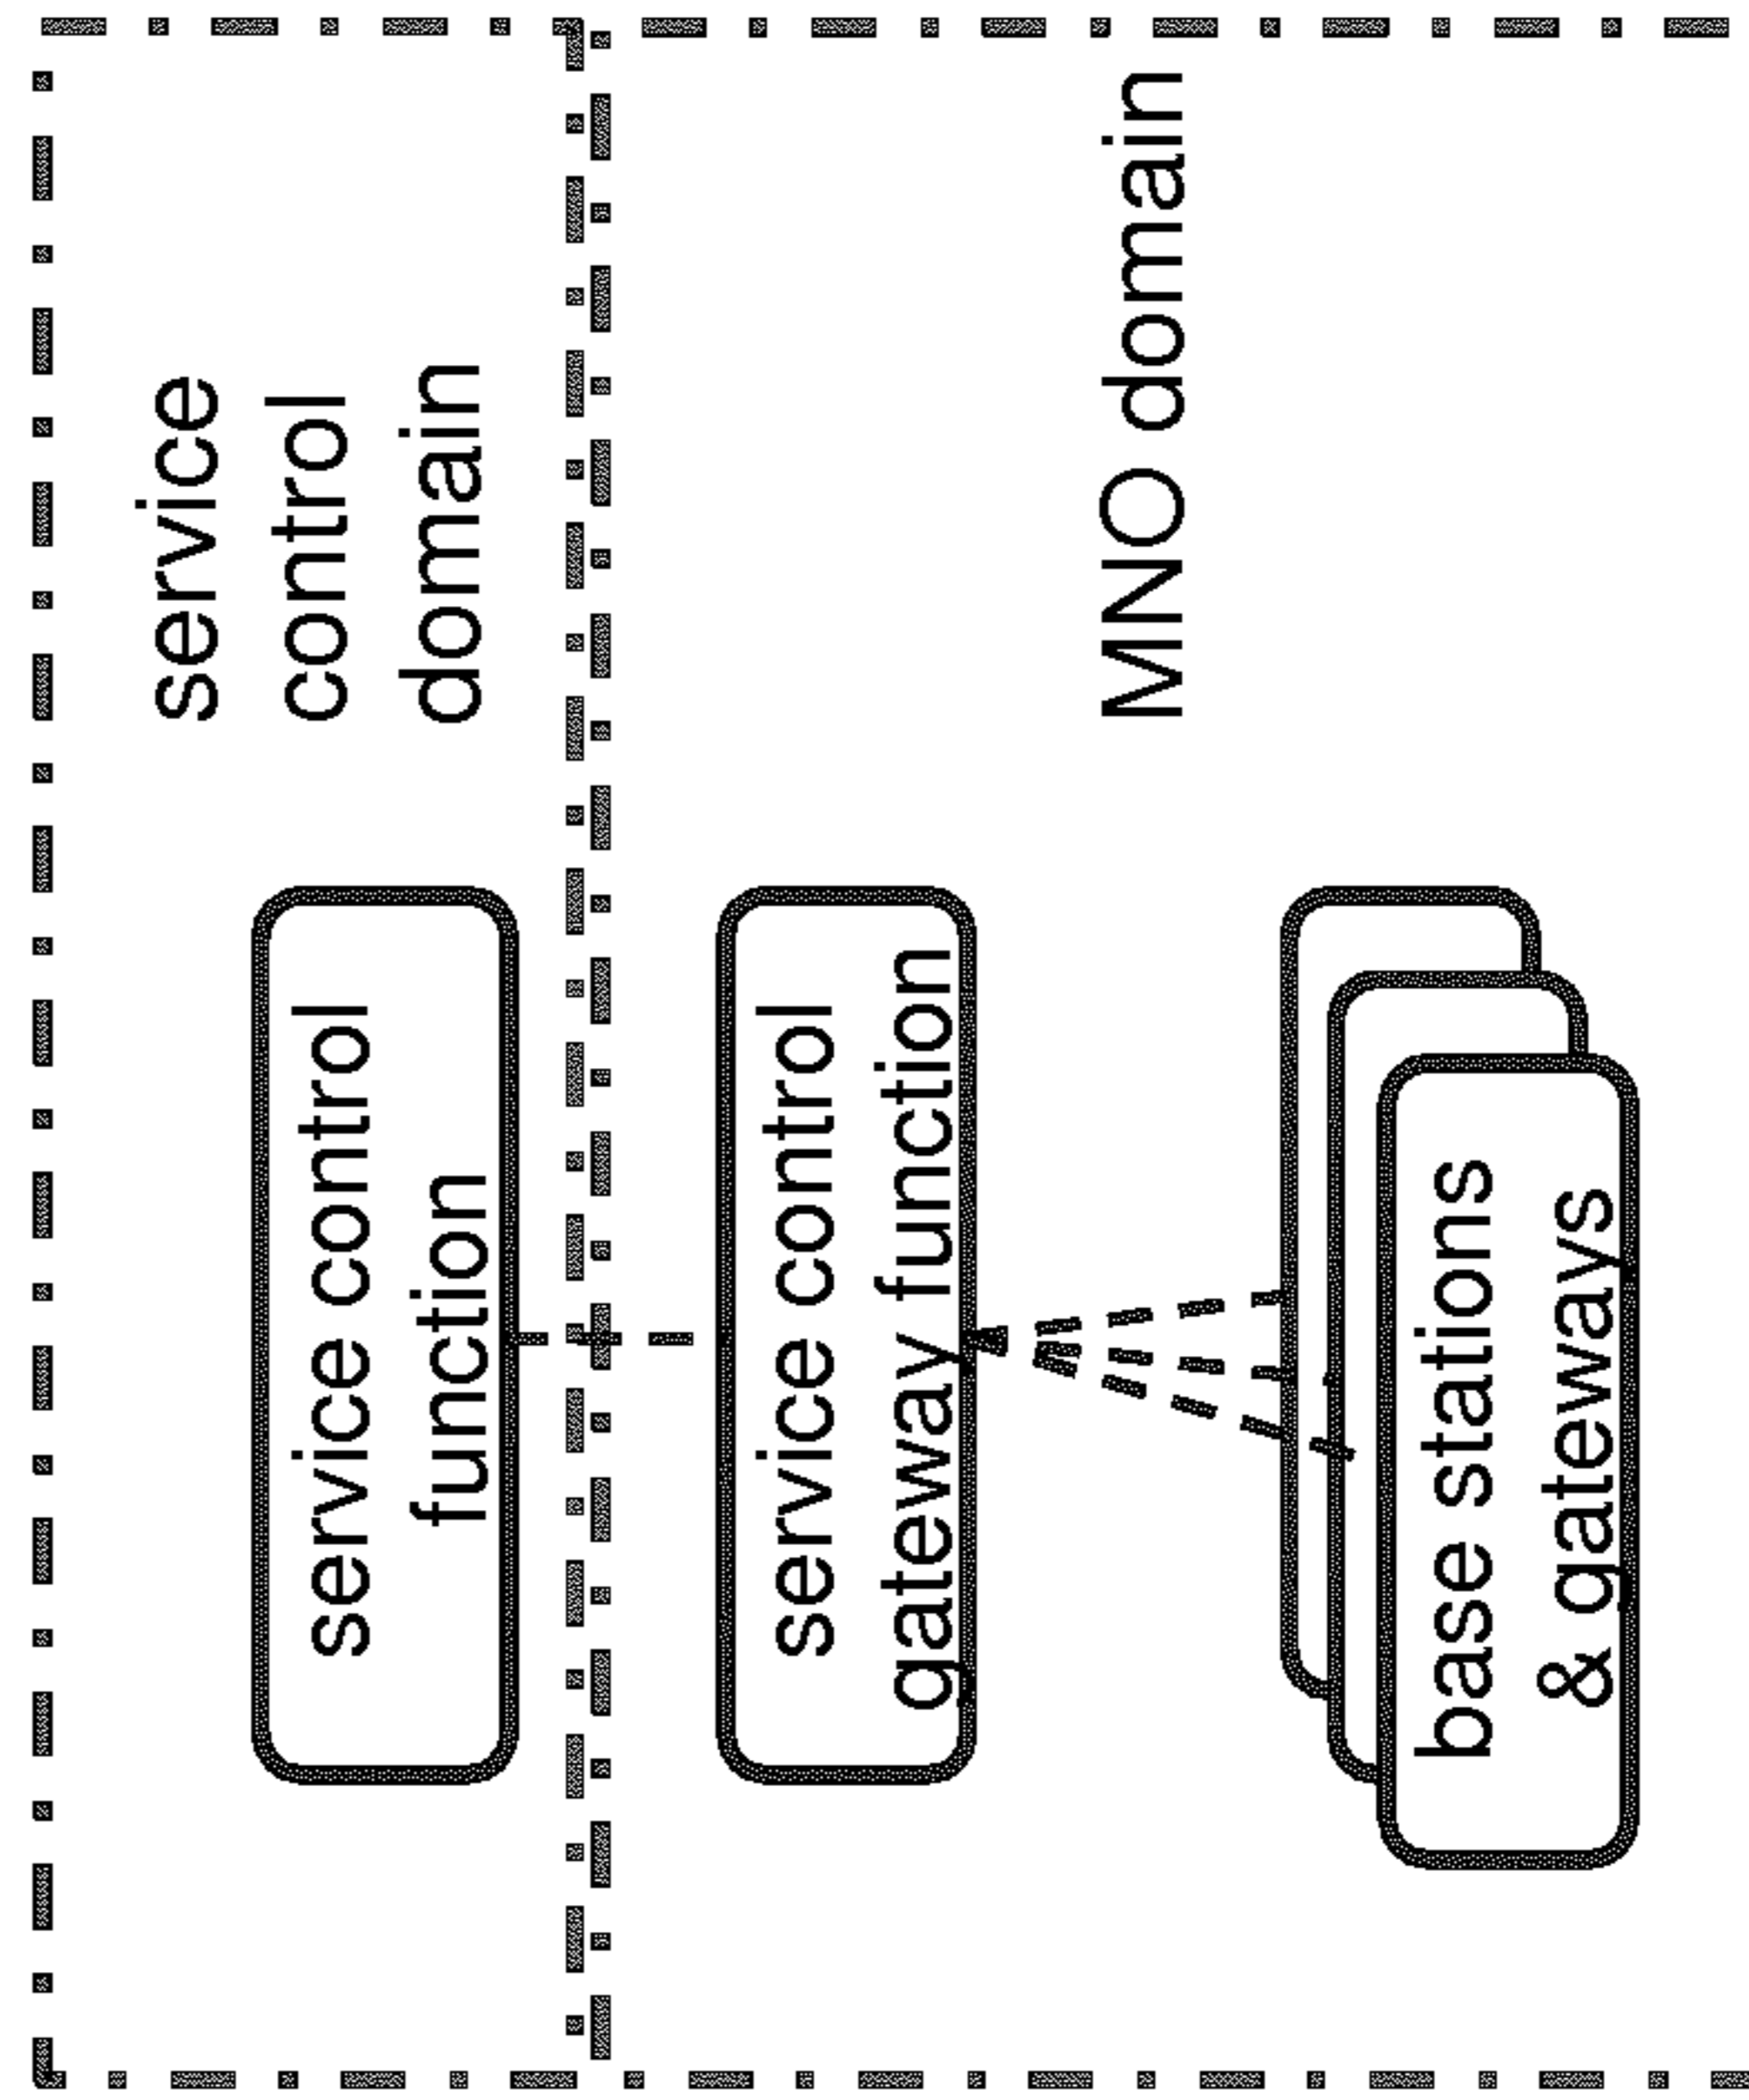 service control
function
service
control
domain
service control
gateway function
MNO domain
base stations
& gateways